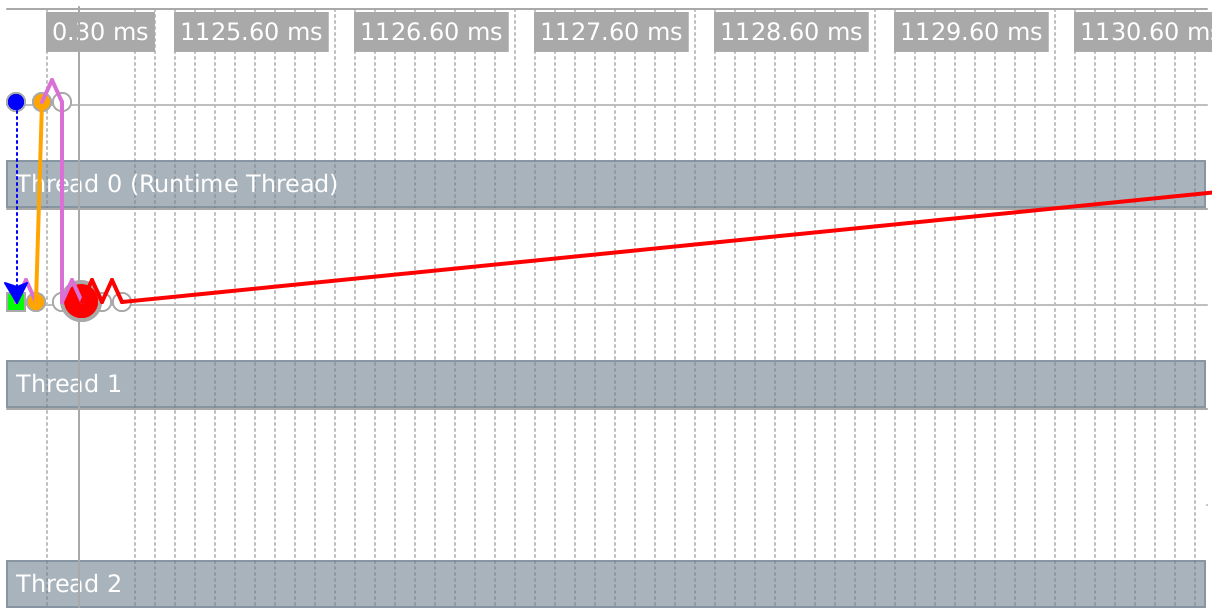 0.30 ms 1125.60 ms 1126.60 ms 1127.60 ms 1128.60 ms 1129.60 ms 1130.60
Thread 0 (Runtime Thread)
Thread 1
Thread 2